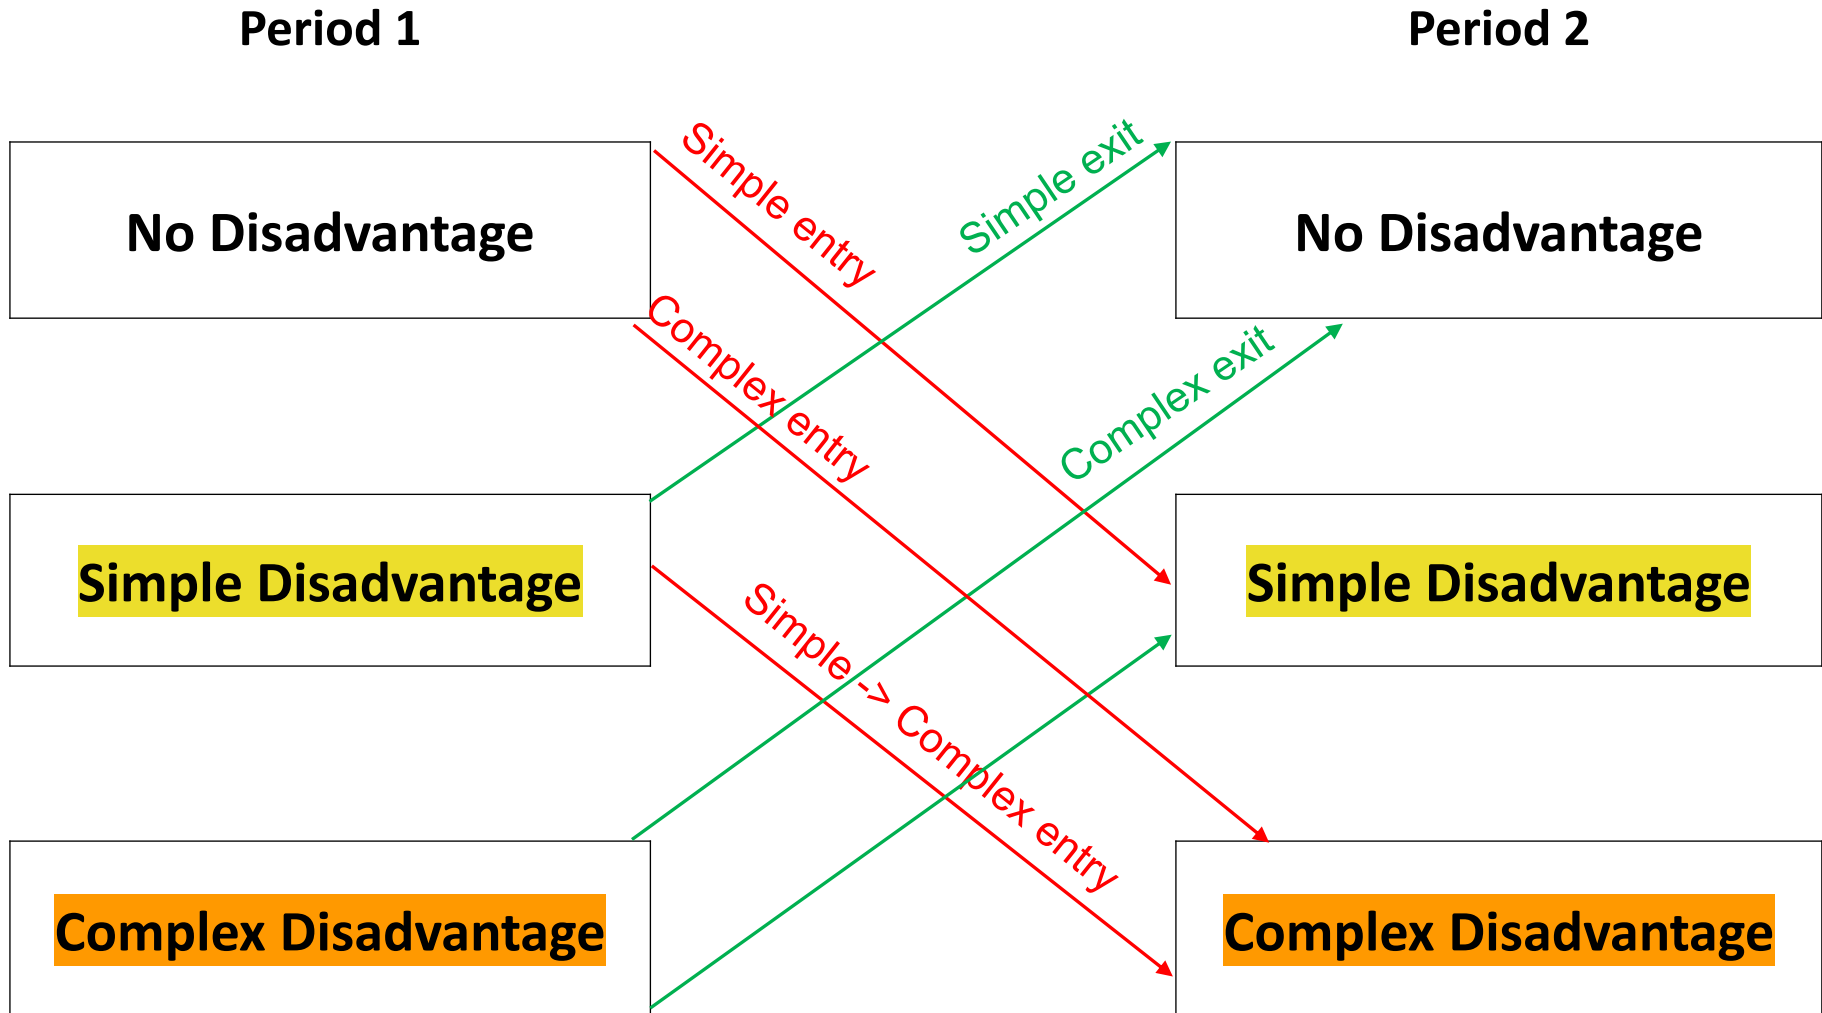 Period 1
Period 2
No Disadvantage
Simple entry
Simple exit
No Disadvantage
Complex entry
Complex exit
Simple Disadvantage
Simple Disadvantage
Simple -> Complex entry
Complex Disadvantage
Complex Disadvantage